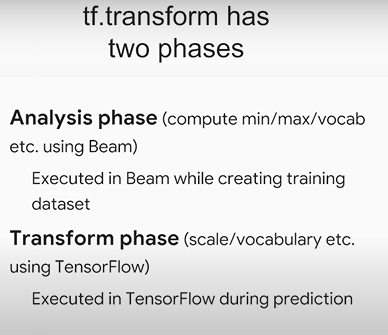 tf.transform has
two phases
Analysis phase (compute min/max/vocab
etc. using Beam)
Executed in Beam while creating training
dataset
Transform phase (scale/vocabulary etc.
using TensorFlow)
Executed in TensorFlow during prediction